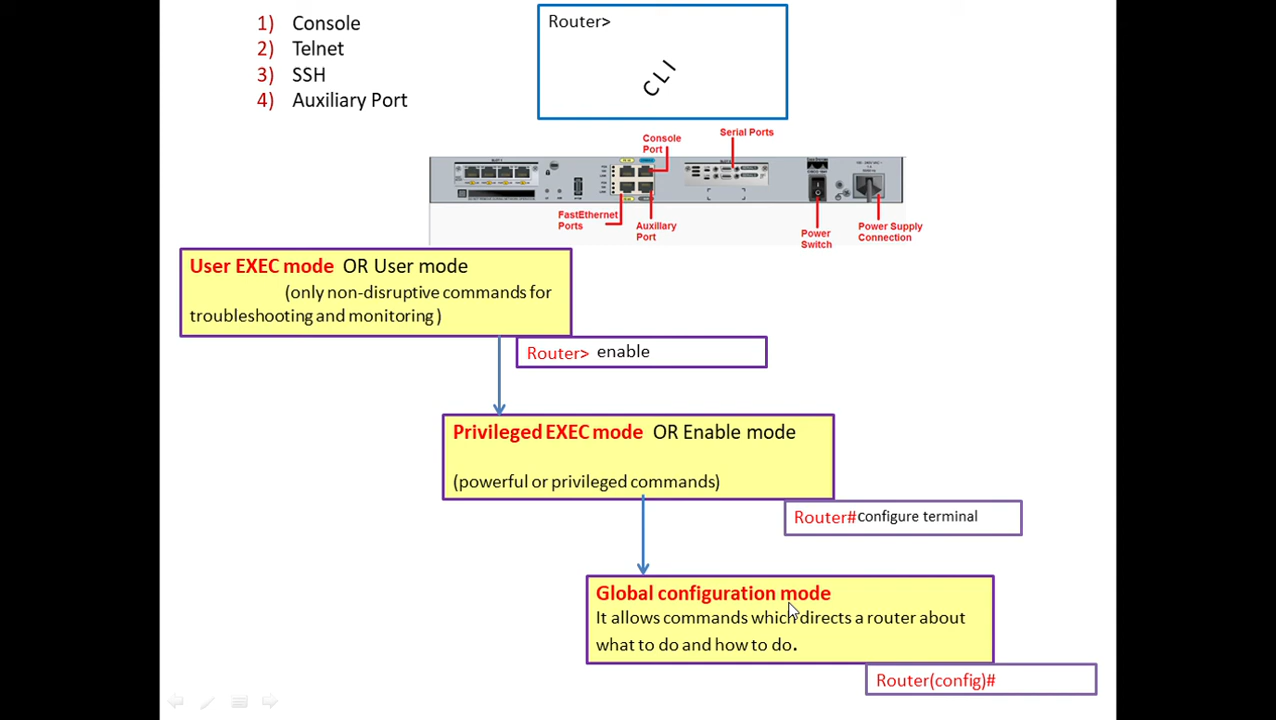 1) Console
2) Telnet
3) SSH
4) Auxiliary Port
Router>
CLI
Console
Port
Serial Ports
FastEthernet
Ports
Auxiliary
Port
Power
Switch
Power Supply
Connection
User EXEC mode OR User mode
(only non-disruptive commands for
troubleshooting and monitoring )
Router> enable
Privileged EXEC mode OR Enable mode
(powerful or privileged commands)
Router#Configure terminal
Global configuration mode
It allows commands which directs a router about
what to do and how to do.
Router(config)#